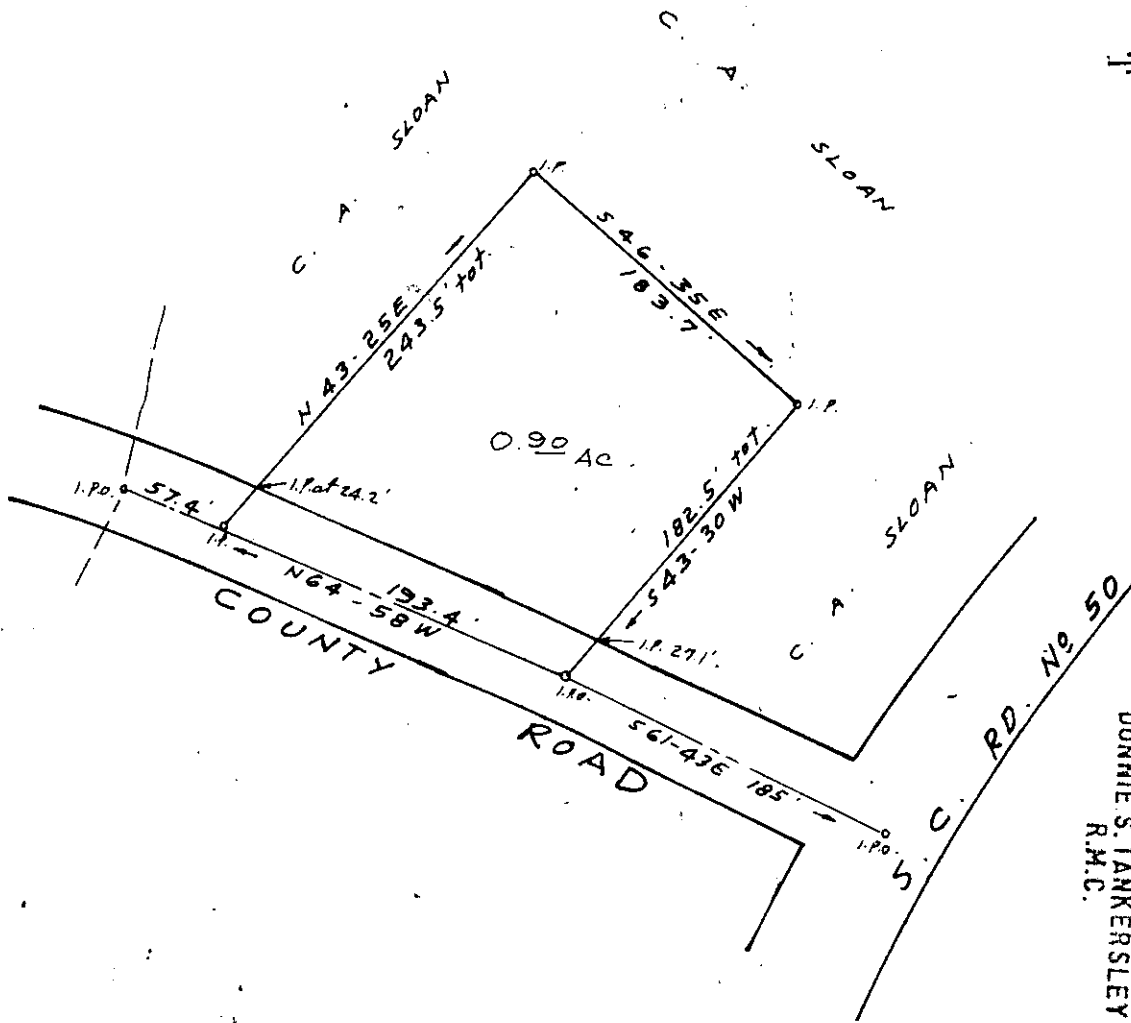 T
C. A.
SLOAN
C. A. SLOAN
I.P.
N 43-25E
243.5' tot.
S 46-35E
183.7
I.P.
0.90 AC.
182.5' tot.
S43-30W
C A SLOAN
I.P.O.
57.4'
I.P. at 24.2'
I.P.
193.4'
N64-58W
I.P. 27.1'.
I.P.O.
S61-43E 185'
I.P.O.
COUNTY ROAD
S. C. RD. No 50
DONNIE S. TANKERSLEY
R.M.C.